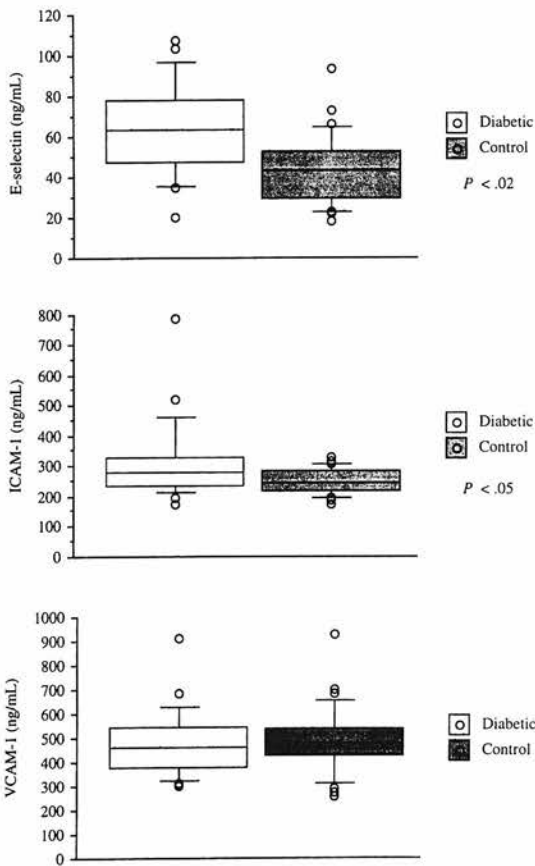 120
100
80
60
40
20
0
E-selectin (ng/mL)
Diabetic
Control
P < .02
800
700
600
500
400
300
200
100
0
ICAM-1 (ng/mL)
Diabetic
Control
P < .05
1000
900
800
700
600
500
400
300
200
100
0
VCAM-1 (ng/mL)
Diabetic
Control